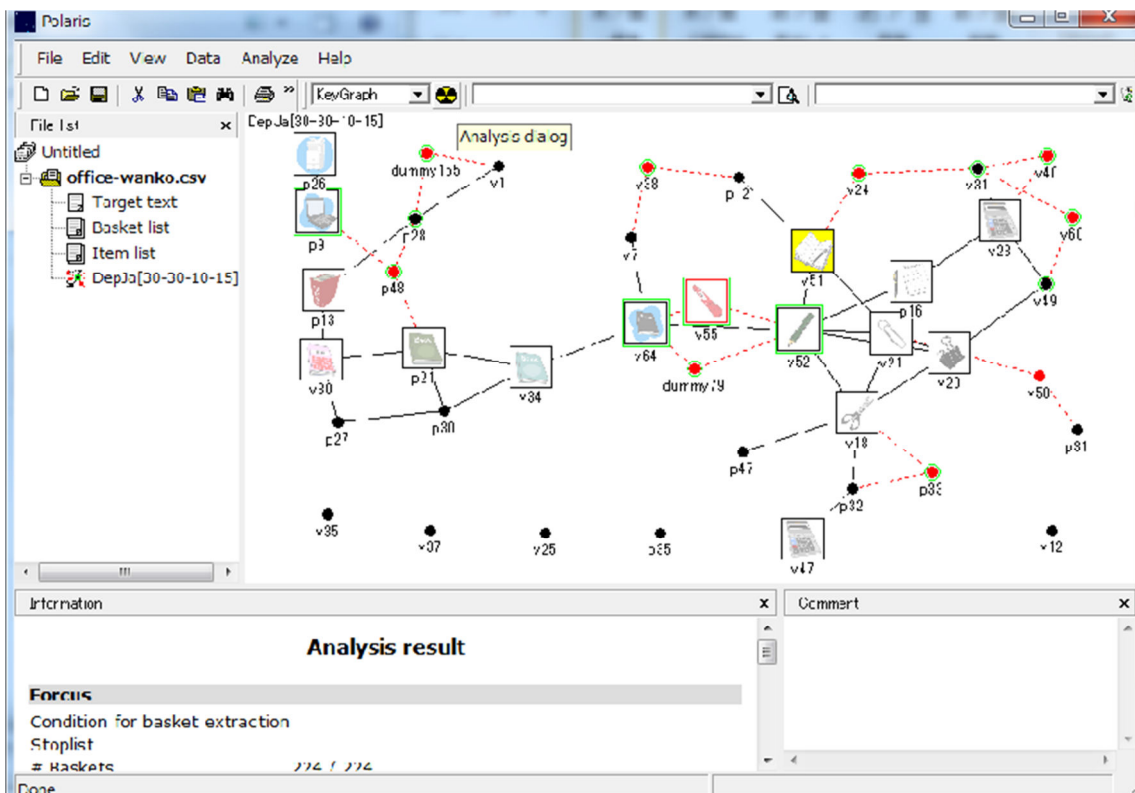 Polaris
File Edit View Data Analyze Help
KeyGraph
File list
DepJa[30-30-10-15]
Analysis dialog
Untitled
office-wanko.csv
Target text
Basket list
Item list
DepJa[30-30-10-15]
p26
dummy155
v1
v38
p12
v24
v31
v4
p9
p28
v60
v7
v51
v23
p48
p13
v55
p16
v49
v64
v52
v21
v30
p21
v34
dummy79
v23
v50
p27
p30
v18
p31
p47
p33
p32
v35
v37
v25
p35
v47
v12
Information
Comment
Analysis result
Forcus
Condition for basket extraction
Stoplist
# Baskets 224 / 224
Done